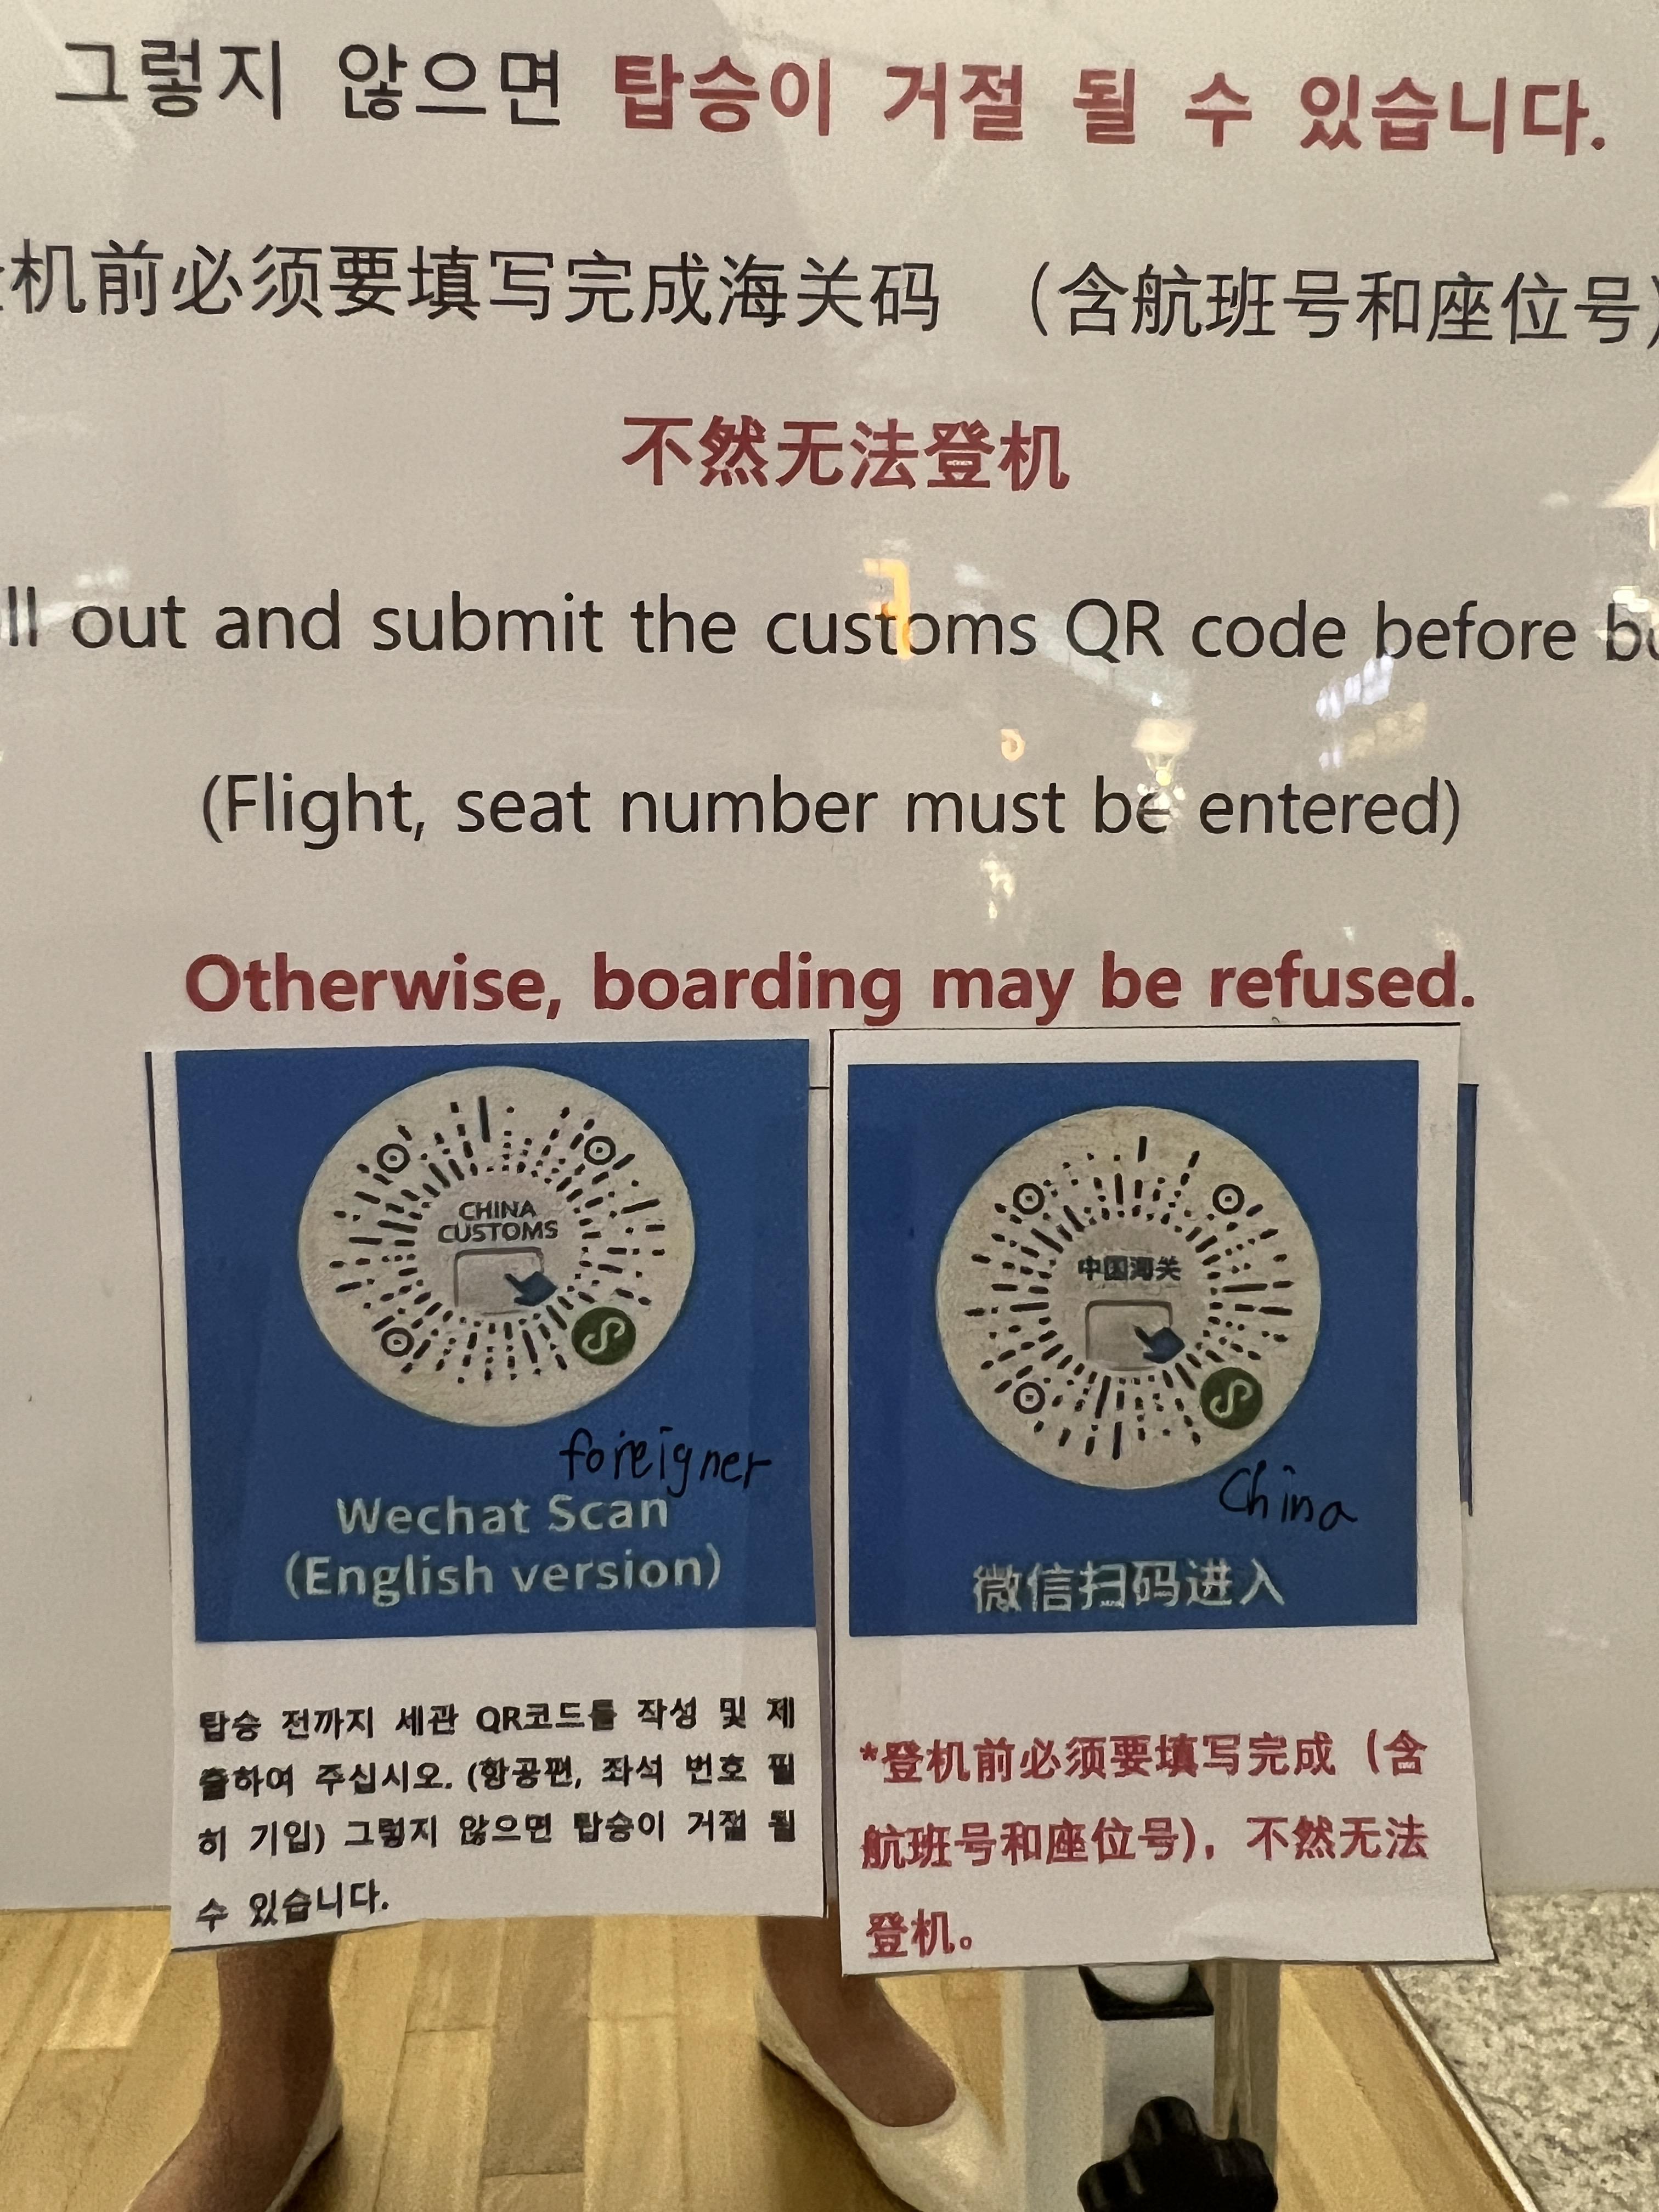 그렇지 않으면 탑승이 거절 될 수 있습니다.
机前必须要填写完成海关码 （含航班号和座位号）
不然无法登机
out and submit the customs QR code before
(Flight, seat number must be entered)
Otherwise, boarding may be refused.
CHINA
CUSTOMS
foreigner
Wechat Scan
(English version)
탑승 전까지 세관 QR코드를 작성 및 제
출하여 주십시오. (항공편, 좌석 번호 필
히 기입) 그렇지 않으면 탑승이 거절 될
수 있습니다.
中国海关
China
微信扫码进入
*登机前必须要填写完成（含
航班号和座位号)，不然无法
登机。